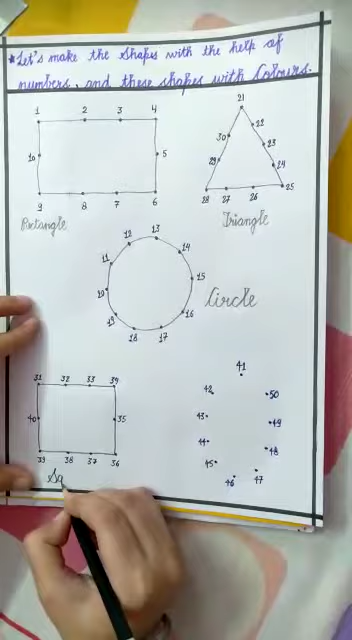 *Let's make the shapes with the help of
numbers, and these shapes with Colours.
1 2 3 4
10 5
9 8 7 6
Rectangle
21
22
30
23
29
24
28 27 26 25
Triangle
13
12
14
11
15
20
16
19
18 17
Circle
31 32 33 34
40 35
39 38 37 36
Sq
41
42 50
43 49
44 48
45
46 47